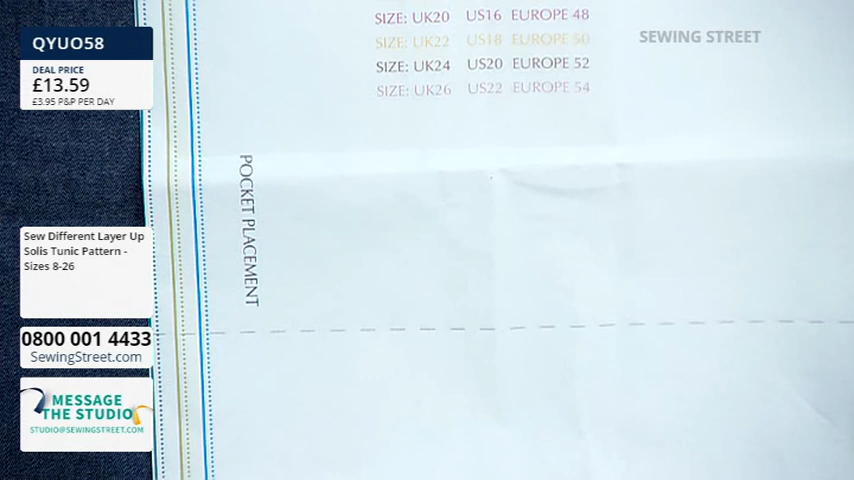 QYUO58
DEAL PRICE
£13.59
£3.95 P&P PER DAY
Sew Different Layer Up
Solis Tunic Pattern -
Sizes 8-26
0800 001 4433
SewingStreet.com
MESSAGE
THE STUDIO
STUDIO@SEWINGSTREET.COM
SIZE: UK20 US16 EUROPE 48
SIZE: UK22 US18 EUROPE 50
SIZE: UK24 US20 EUROPE 52
SIZE: UK26 US22 EUROPE 54
SEWING STREET
POCKET PLACEMENT